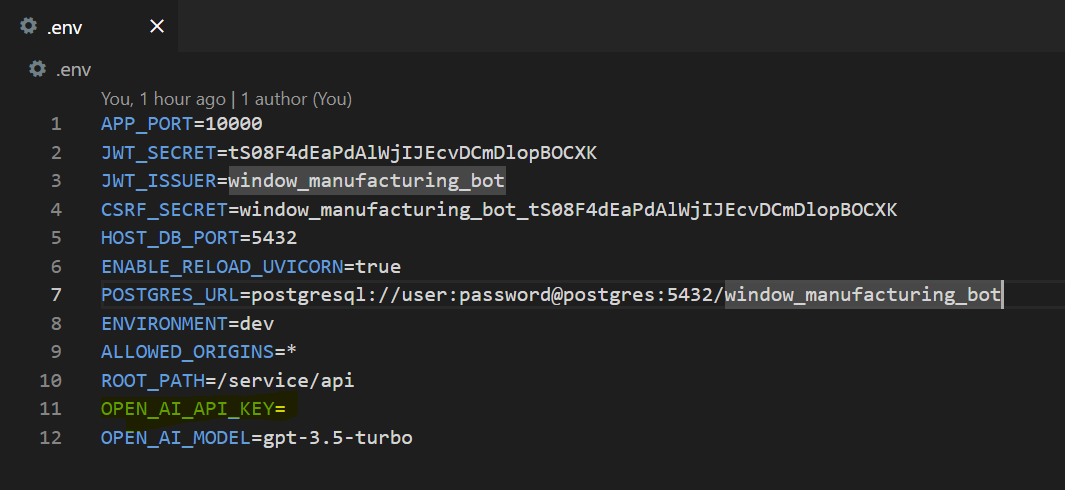 .env
.env
You, 1 hour ago | 1 author (You)
1 APP_PORT=10000
2 JWT_SECRET=tS08F4dEaPdAlWjIJEcvDCmDlopBOCXK
3 JWT_ISSUER=window_manufacturing_bot
4 CSRF_SECRET=window_manufacturing_bot_tS08F4dEaPdAlWjIJEcvDCmDlopBOCXK
5 HOST_DB_PORT=5432
6 ENABLE_RELOAD_UVICORN=true
7 POSTGRES_URL=postgresql://user:password@postgres:5432/window_manufacturing_bot
8 ENVIRONMENT=dev
9 ALLOWED_ORIGINS=*
10 ROOT_PATH=/service/api
11 OPEN_AI_API_KEY=
12 OPEN_AI_MODEL=gpt-3.5-turbo